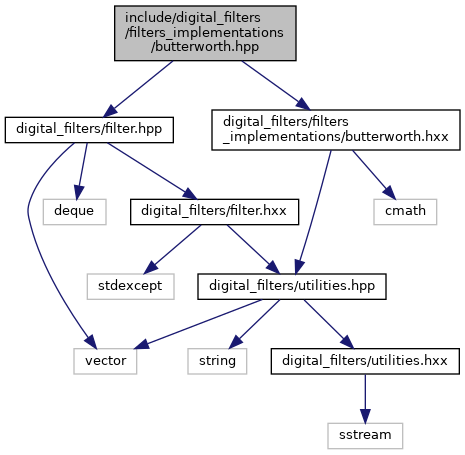 include/digital_filters
/filters_implementations
/butterworth.hpp
digital_filters/filter.hpp
digital_filters/filters
_implementations/butterworth.hxx
deque
digital_filters/filter.hxx
cmath
stdexcept
digital_filters/utilities.hpp
vector
string
digital_filters/utilities.hxx
sstream